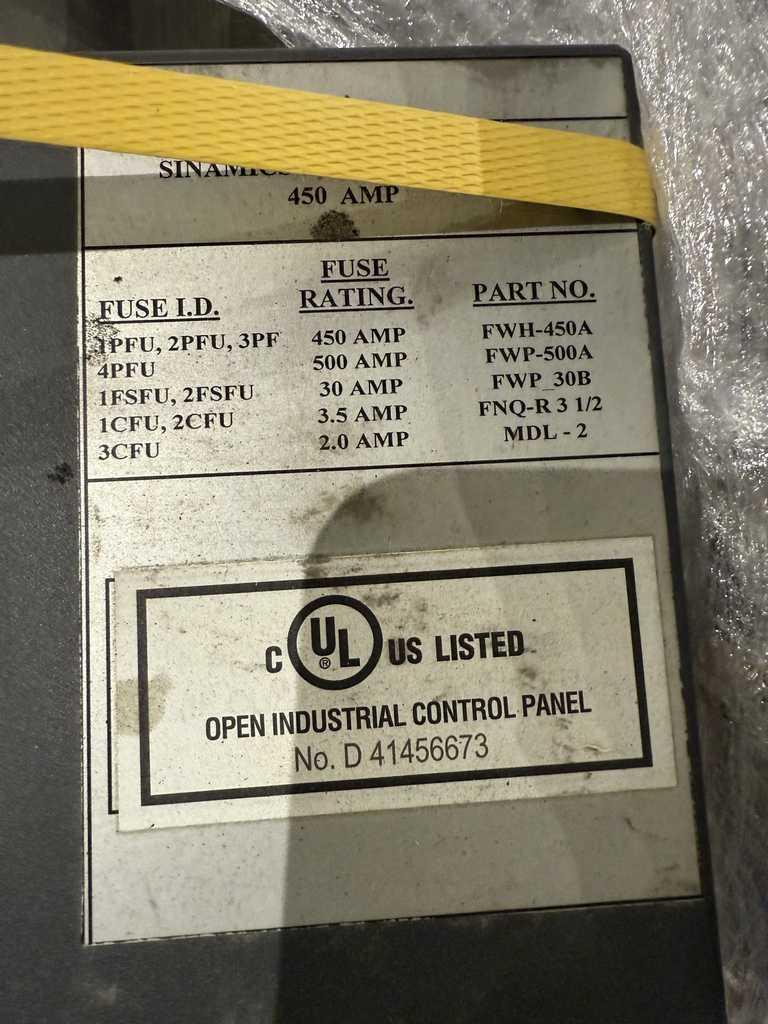 SINAMICS
450 AMP
FUSE I.D. FUSE RATING. PART NO.
1PFU, 2PFU, 3PF 450 AMP FWH-450A
4PFU 500 AMP FWP-500A
1FSFU, 2FSFU 30 AMP FWP_30B
1CFU, 2CFU 3.5 AMP FNQ-R 3 1/2
3CFU 2.0 AMP MDL - 2
C UL® US LISTED
OPEN INDUSTRIAL CONTROL PANEL
No. D 41456673